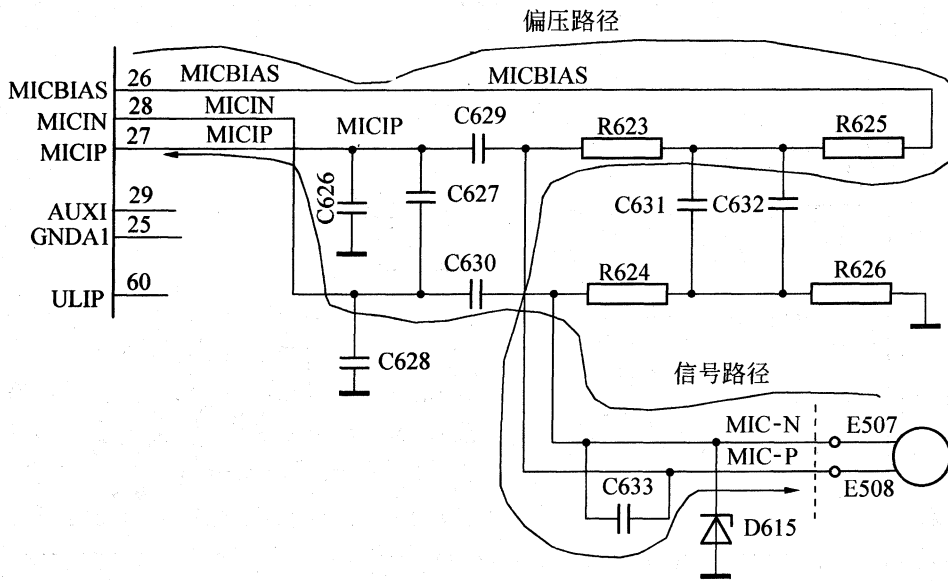 偏压路径
MICBIAS
26
MICBIAS
MICBIAS
MICIN
28
MICIN
MICIP
27
MICIP
MICIP
C629
R623
R625
C626
C627
C631
C632
AUXI
29
GNDA1
25
C630
R624
R626
ULIP
60
C628
信号路径
MIC-N
E507
MIC-P
E508
C633
D615